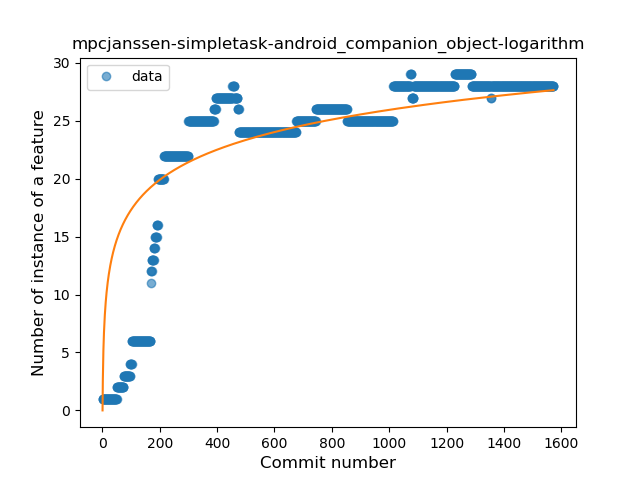 mpcjanssen-simpletask-android_companion_object-logarithm
data
Number of instance of a feature
30
25
20
15
10
5
0
0 200 400 600 800 1000 1200 1400 1600
Commit number